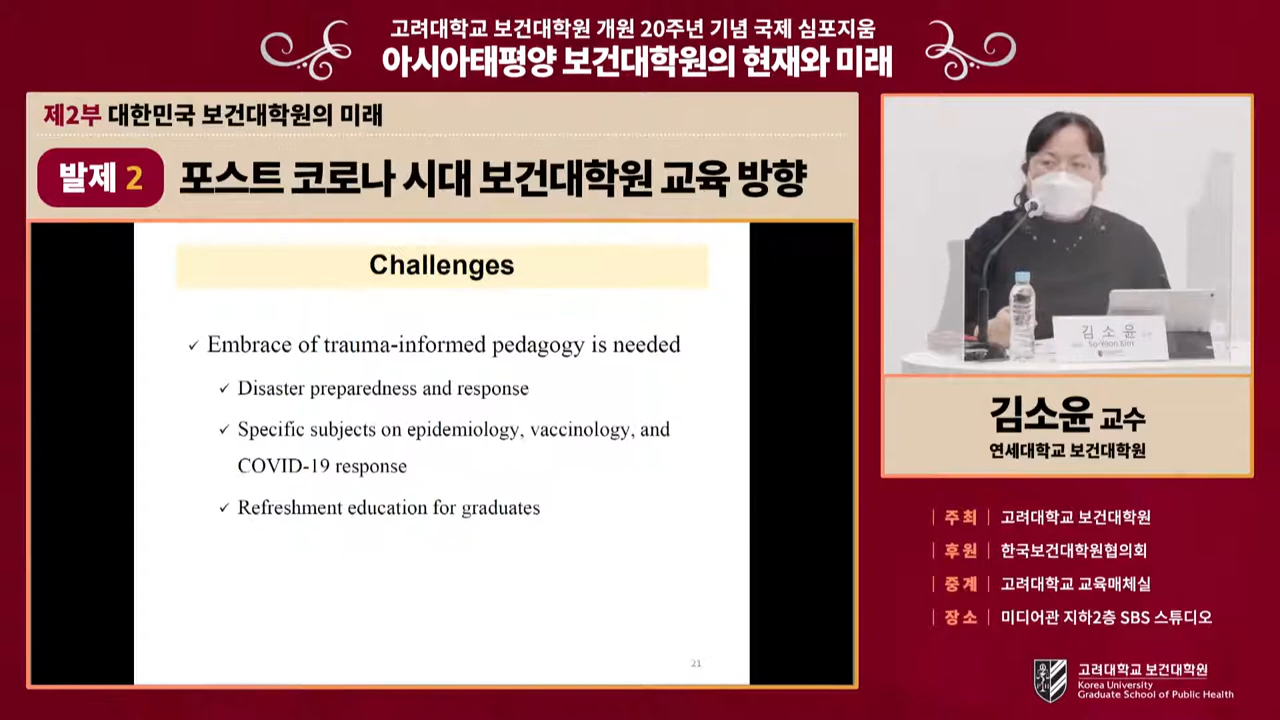 고려대학교 보건대학원 개원 20주년 기념 국제 심포지움
아시아태평양 보건대학원의 현재와 미래
제2부 대한민국 보건대학원의 미래
발제 2 포스트 코로나 시대 보건대학원 교육 방향
Challenges
✓ Embrace of trauma-informed pedagogy is needed
✓ Disaster preparedness and response
✓ Specific subjects on epidemiology, vaccinology, and
COVID-19 response
✓ Refreshment education for graduates
21
김 소 윤
So-Yoon Kim
김소윤 교수
연세대학교 보건대학원
| 주 최 | 고려대학교 보건대학원
| 후 원 | 한국보건대학원협의회
| 중 계 | 고려대학교 교육매체실
| 장 소 | 미디어관 지하2층 SBS 스튜디오
고려대학교 보건대학원
Korea University
Graduate School of Public Health